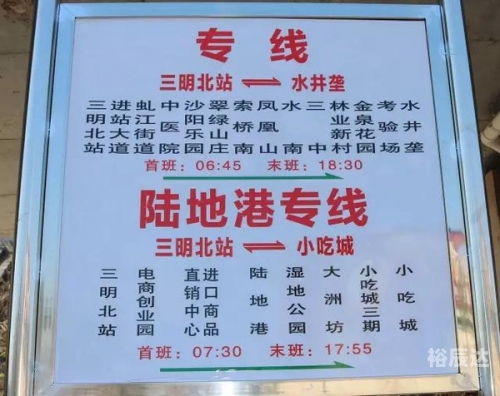 专线
三明北站 ⇌ 水井垄
三明北站
进站大道
虬江街道
中医院
沙阳乐园
翠绿山庄
索桥南
凤凰山
水南
三中
林业新村
金泉花园
考验场
水井垄
首班：06:45 末班：18:30
陆地港专线
三明北站 ⇌ 小吃城
三明北站
电商创业园
进口商品
直销中心
陆地港
湿地公园
大洲坊
小吃城三期
小吃城
首班：07:30 末班：17:55
裕辰达